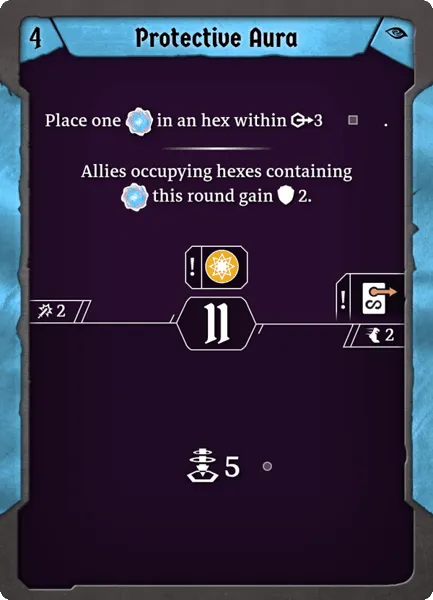 4 Protective Aura
Place one in an hex within 3 .
Allies occupying hexes containing
this round gain 2.
!
!
2
11
2
5